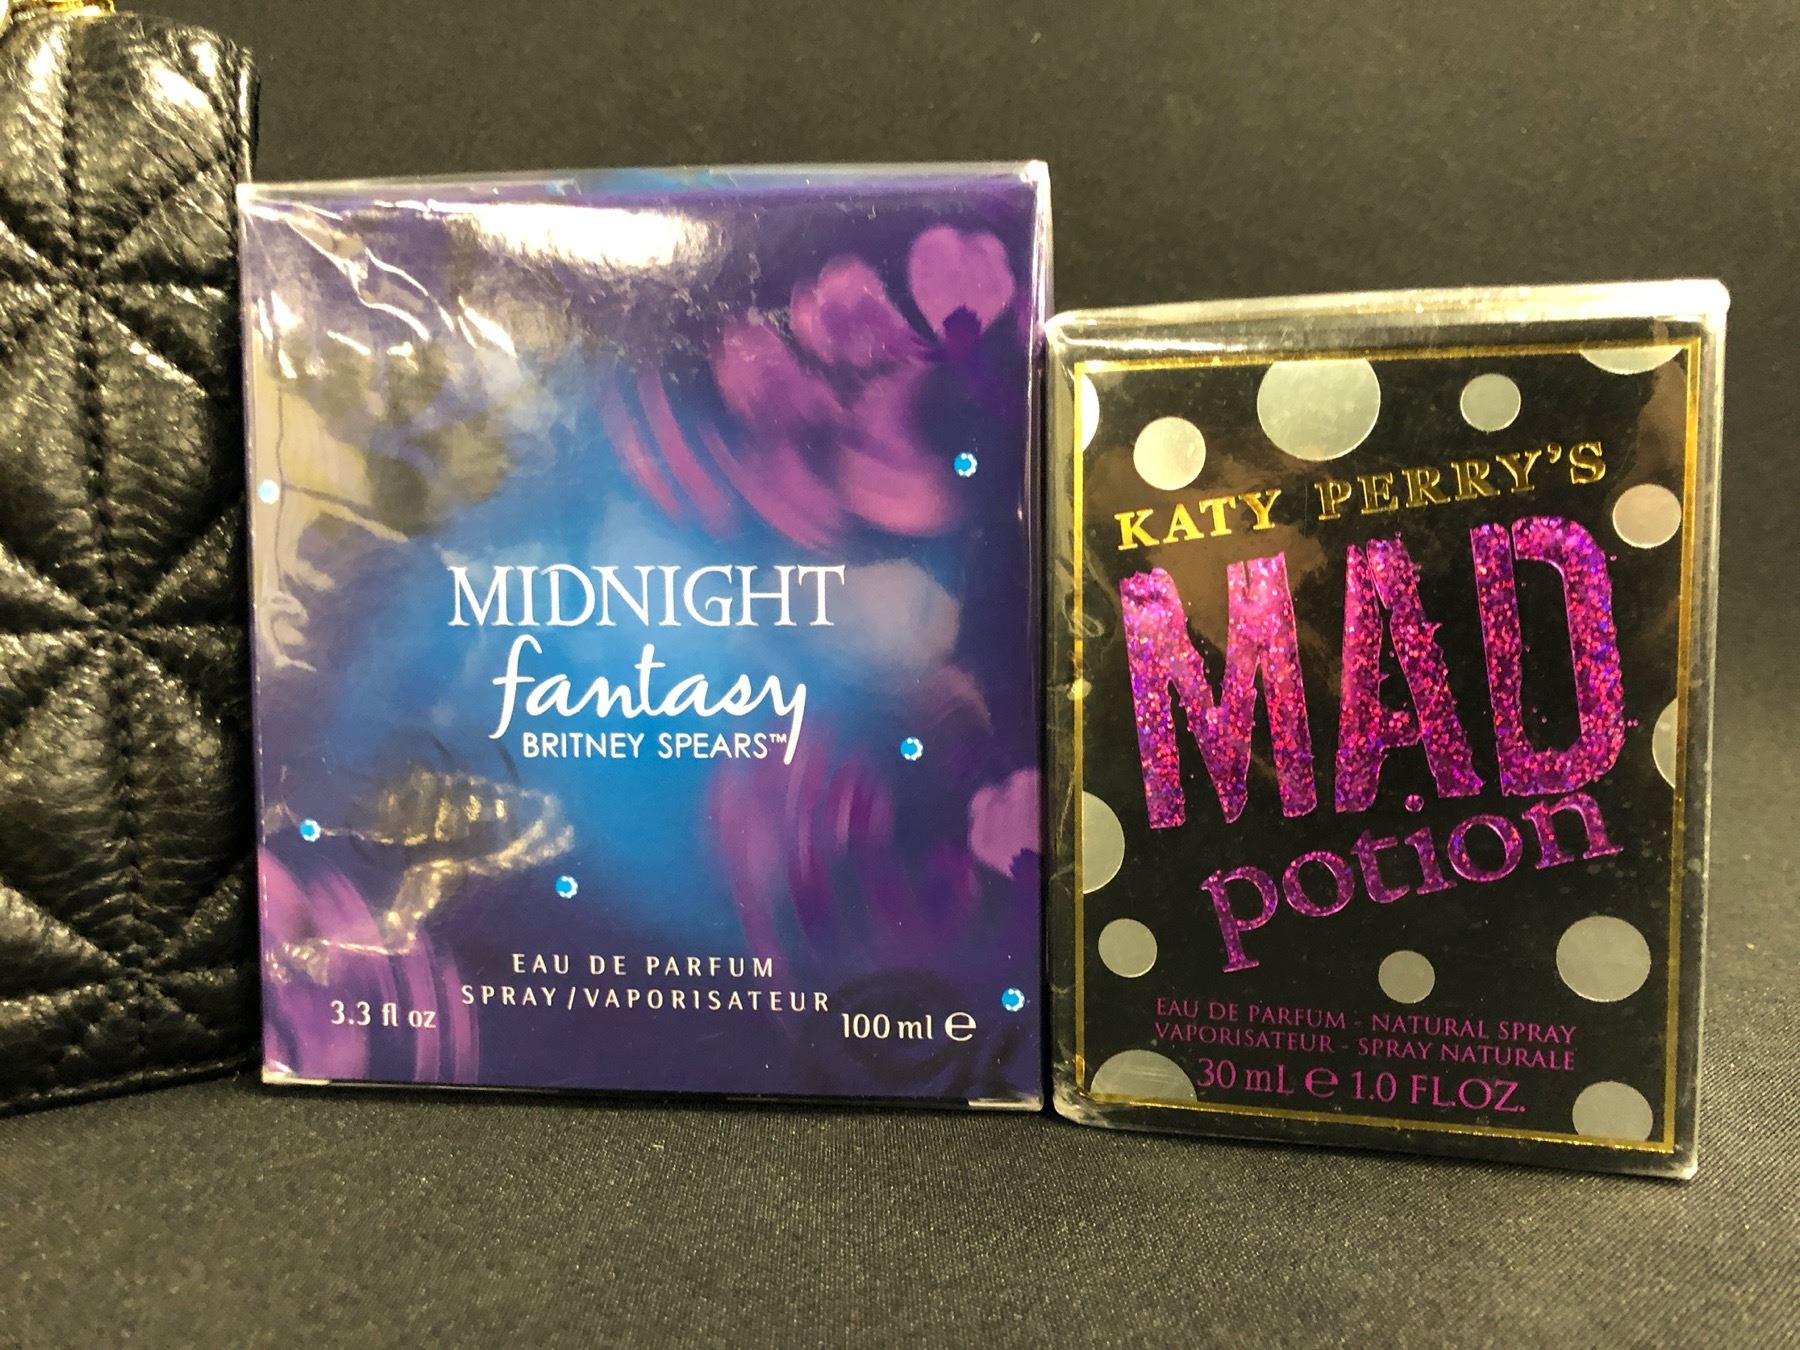 MIDNIGHT
fantasy
BRITNEY SPEARS™
EAU DE PARFUM
SPRAY/VAPORISATEUR
3.3 fl oz
100 ml ℮
KATY PERRY'S
MAD
potion
EAU DE PARFUM - NATURAL SPRAY
VAPORISATEUR - SPRAY NATURALE
30 mL ℮ 1.0 FL.OZ.